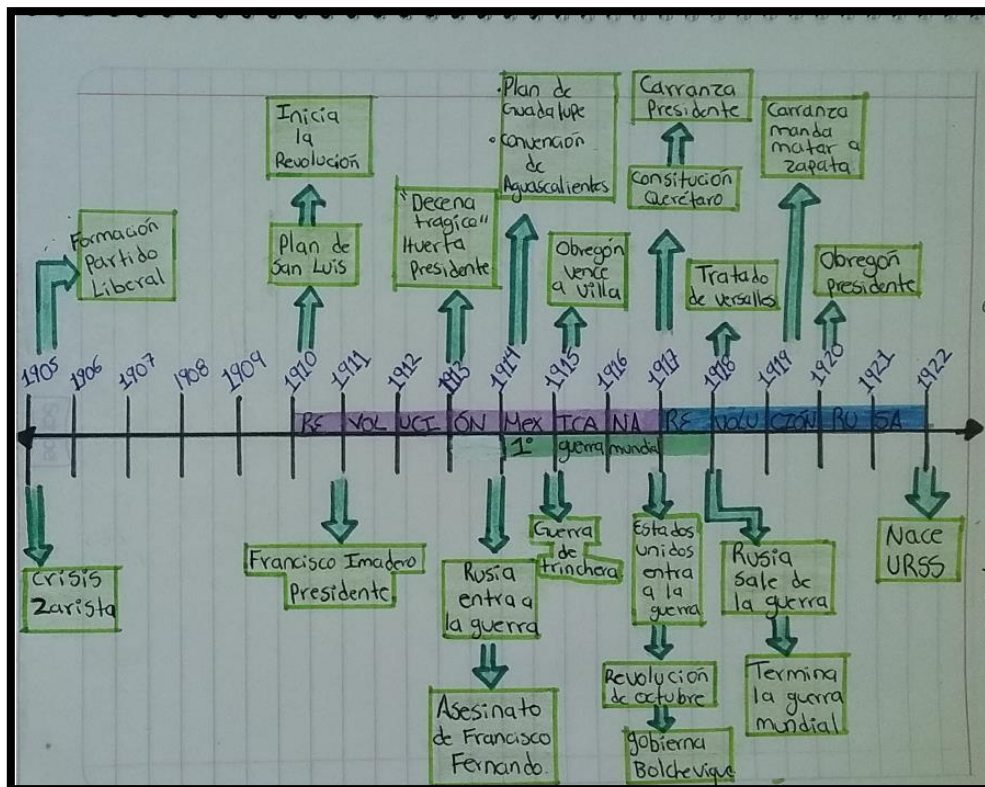 Formación
Partido
Liberal
Inicia
la
Revolución
Plan de
San Luis
"Decena
tragica"
Huerta
Presidente.
• Plan de
Guadalupe
• Convención
de
Aguascalientes
Obregón
vence
a Villa
Carranza
Presidente
Consitución
Querétaro
Tratado
de versalles
Carranza
manda
matar a
zapata.
Obregón
presidente
1905 1906 1907 1908 1909 1910 1911 1912 1913 1914 1915 1916 1917 1918 1919 1920 1921 1922
RE VOL UCI ÓN Mex ICA NA RE VOLU CIÓN RU SA
1° guerra mundial
Crisis
Zarista
Francisco Imadero
Presidente.
Rusia
entra a
la guerra
Asesinato
de Francisco
Fernando.
Guerra
de
trinchera
Estados
Unidos
entra
a la
guerra
Revolución
de octubre
gobierna
Bolchevique
Rusia
sale de
la guerra
Termina
la guerra
mundial
Nace
URSS